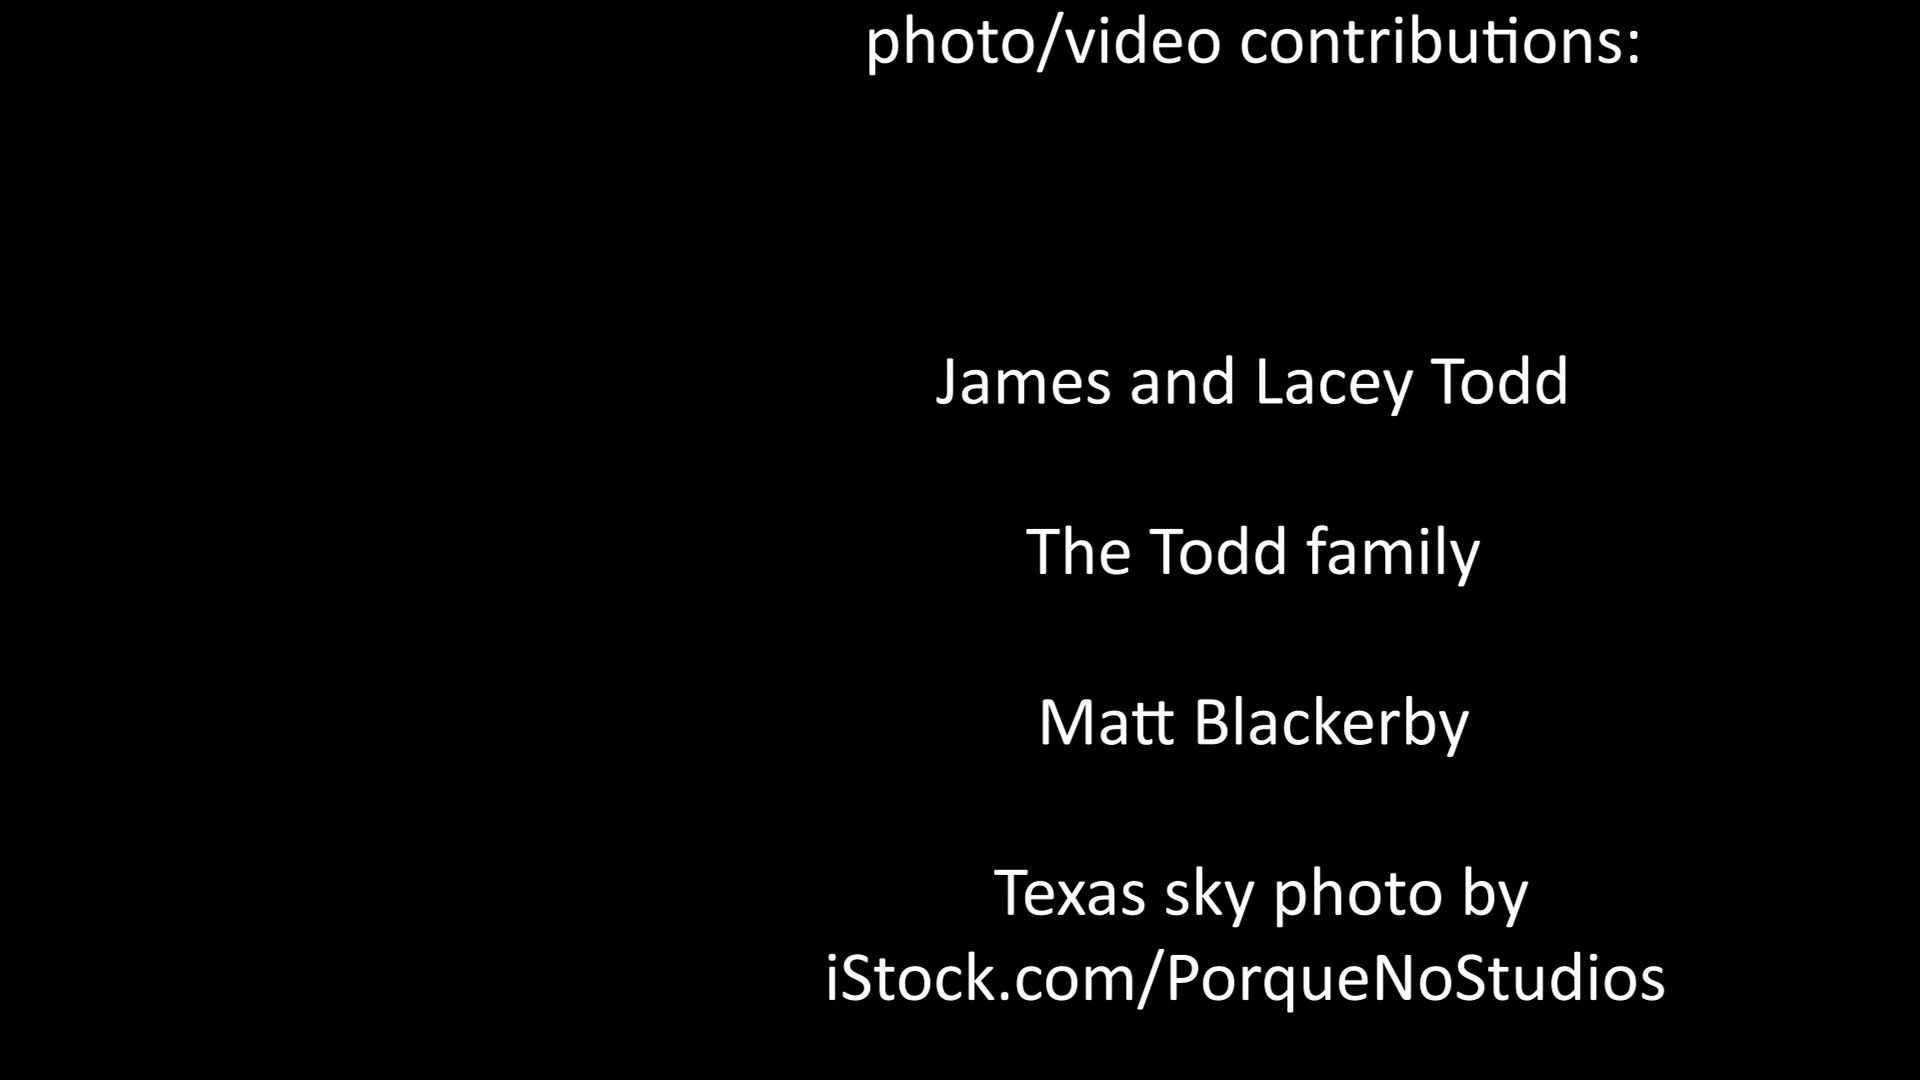 photo/video contributions:
James and Lacey Todd
The Todd family
Matt Blackerby
Texas sky photo by
iStock.com/PorqueNoStudios